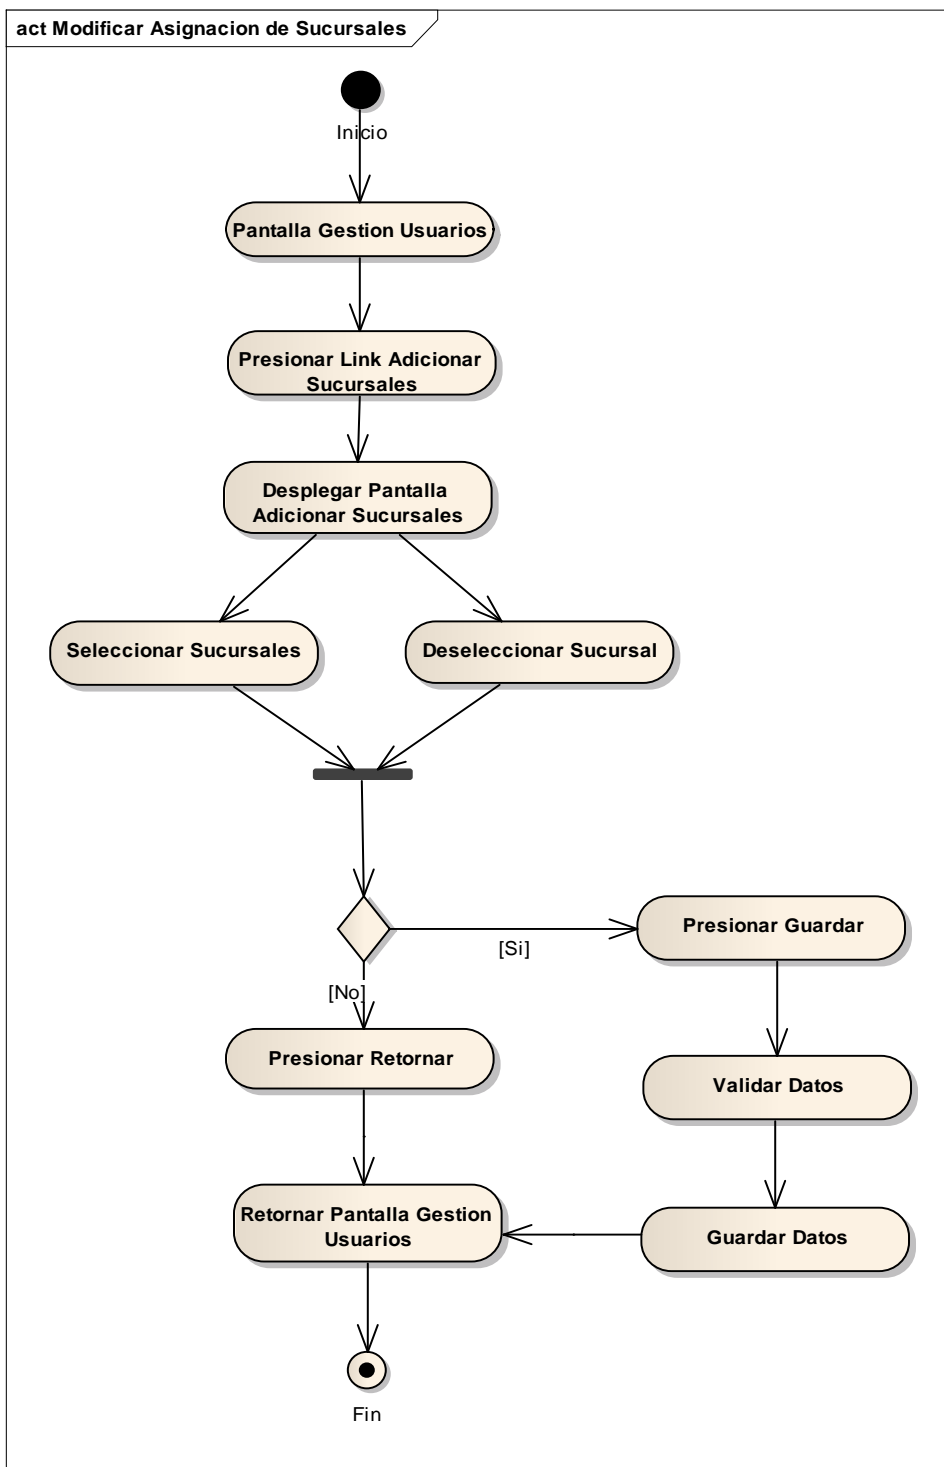 act Modificar Asignacion de Sucursales
Inicio
Pantalla Gestion Usuarios
Presionar Link Adicionar
Sucursales
Desplegar Pantalla
Adicionar Sucursales
Seleccionar Sucursales
Deseleccionar Sucursal
Presionar Guardar
[Si]
[No]
Presionar Retornar
Validar Datos
Retornar Pantalla Gestion
Usuarios
Guardar Datos
Fin